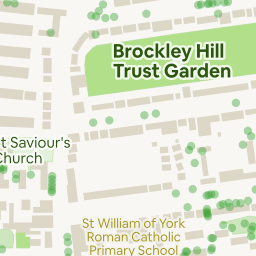 Brockley Hill
Trust Garden
t Saviour's
Church
St William of York
Roman Catholic
Primary School